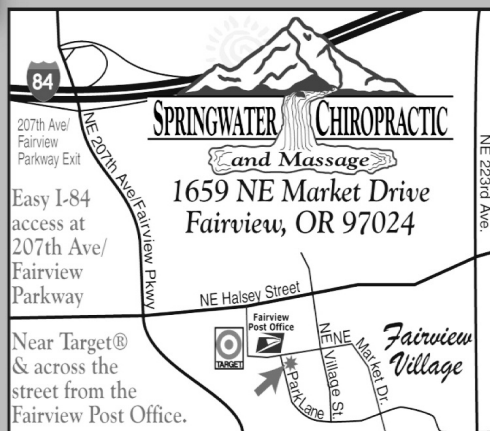 84
SPRINGWATER CHIROPRACTIC
and Massage
1659 NE Market Drive
Fairview, OR 97024
207th Ave/
Fairview
Parkway Exit
NE 207th Ave/Fairview Pkwy
NE 223rd Ave.
Easy I-84
access at
207th Ave/
Fairview
Parkway
NE Halsey Street
Fairview
Post Office
TARGET
NE Village St.
NE Market Dr.
Park Lane
Fairview
Village
Near Target®
& across the
street from the
Fairview Post Office.